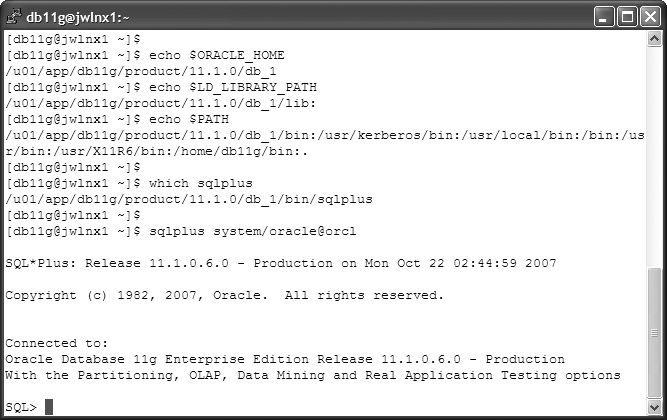 db11g@jwlnx1:~
[db11g@jwlnx1 ~]$
[db11g@jwlnx1 ~]$ echo $ORACLE_HOME
/u01/app/db11g/product/11.1.0/db_1
[db11g@jwlnx1 ~]$ echo $LD_LIBRARY_PATH
/u01/app/db11g/product/11.1.0/db_1/lib:
[db11g@jwlnx1 ~]$ echo $PATH
/u01/app/db11g/product/11.1.0/db_1/bin:/usr/kerberos/bin:/usr/local/bin:/bin:/us
r/bin:/usr/X11R6/bin:/home/db11g/bin:.
[db11g@jwlnx1 ~]$
[db11g@jwlnx1 ~]$ which sqlplus
/u01/app/db11g/product/11.1.0/db_1/bin/sqlplus
[db11g@jwlnx1 ~]$
[db11g@jwlnx1 ~]$ sqlplus system/oracle@orcl
SQL*Plus: Release 11.1.0.6.0 - Production on Mon Oct 22 02:44:59 2007
Copyright (c) 1982, 2007, Oracle.  All rights reserved.
Connected to:
Oracle Database 11g Enterprise Edition Release 11.1.0.6.0 - Production
With the Partitioning, OLAP, Data Mining and Real Application Testing options
SQL>